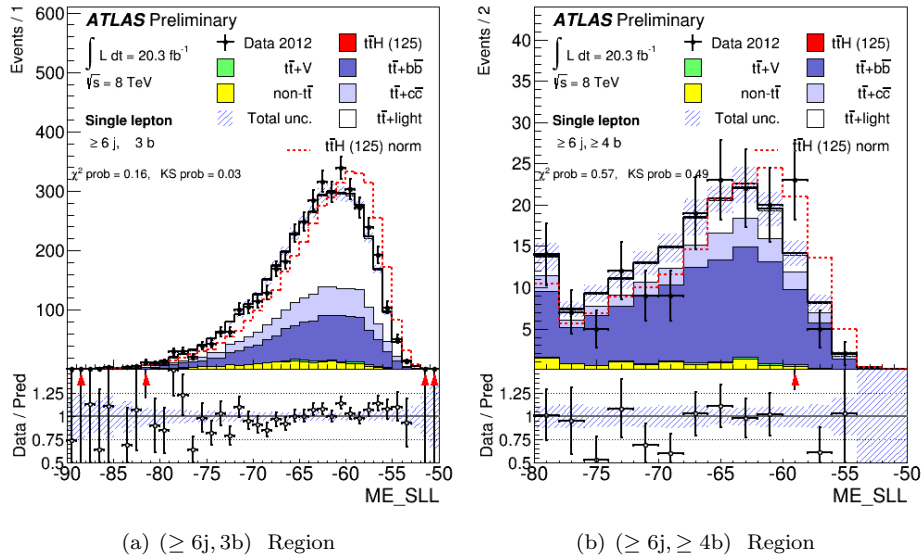 ATLAS Preliminary
∫ L dt = 20.3 fb⁻¹
√s = 8 TeV
Single lepton
≥ 6 j, 3 b
χ² prob = 0.16, KS prob = 0.03
Data 2012
tt̄H (125)
tt̄+V
tt̄+bb̄
non-tt̄
tt̄+cc̄
Total unc.
tt̄+light
tt̄H (125) norm
Events / 1
600
500
400
300
200
100
Data / Pred
1.25
1
0.75
0.5
-90 -85 -80 -75 -70 -65 -60 -55 -50
ME_SLL
(a) (≥ 6j, 3b) Region
ATLAS Preliminary
∫ L dt = 20.3 fb⁻¹
√s = 8 TeV
Single lepton
≥ 6 j, ≥ 4 b
χ² prob = 0.57, KS prob = 0.49
Data 2012
tt̄H (125)
tt̄+V
tt̄+bb̄
non-tt̄
tt̄+cc̄
Total unc.
tt̄+light
tt̄H (125) norm
Events / 2
40
35
30
25
20
15
10
5
Data / Pred
1.25
1
0.75
0.5
-80 -75 -70 -65 -60 -55 -50
ME_SLL
(b) (≥ 6j, ≥ 4b) Region